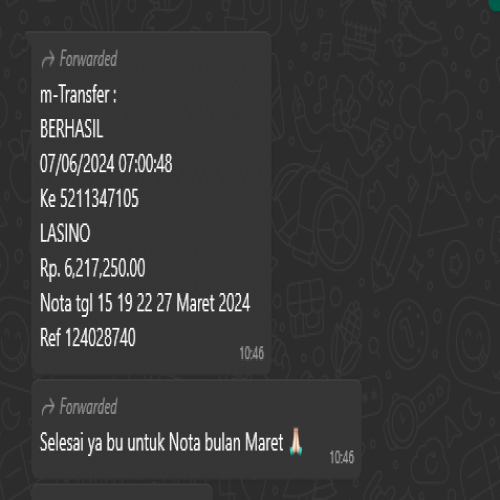 Forwarded
m-Transfer :
BERHASIL
07/06/2024 07:00:48
Ke 5211347105
LASINO
Rp. 6,217,250.00
Nota tgl 15 19 22 27 Maret 2024
Ref 124028740
10:46
Forwarded
Selesai ya bu untuk Nota bulan Maret 🙏🏻
10:46